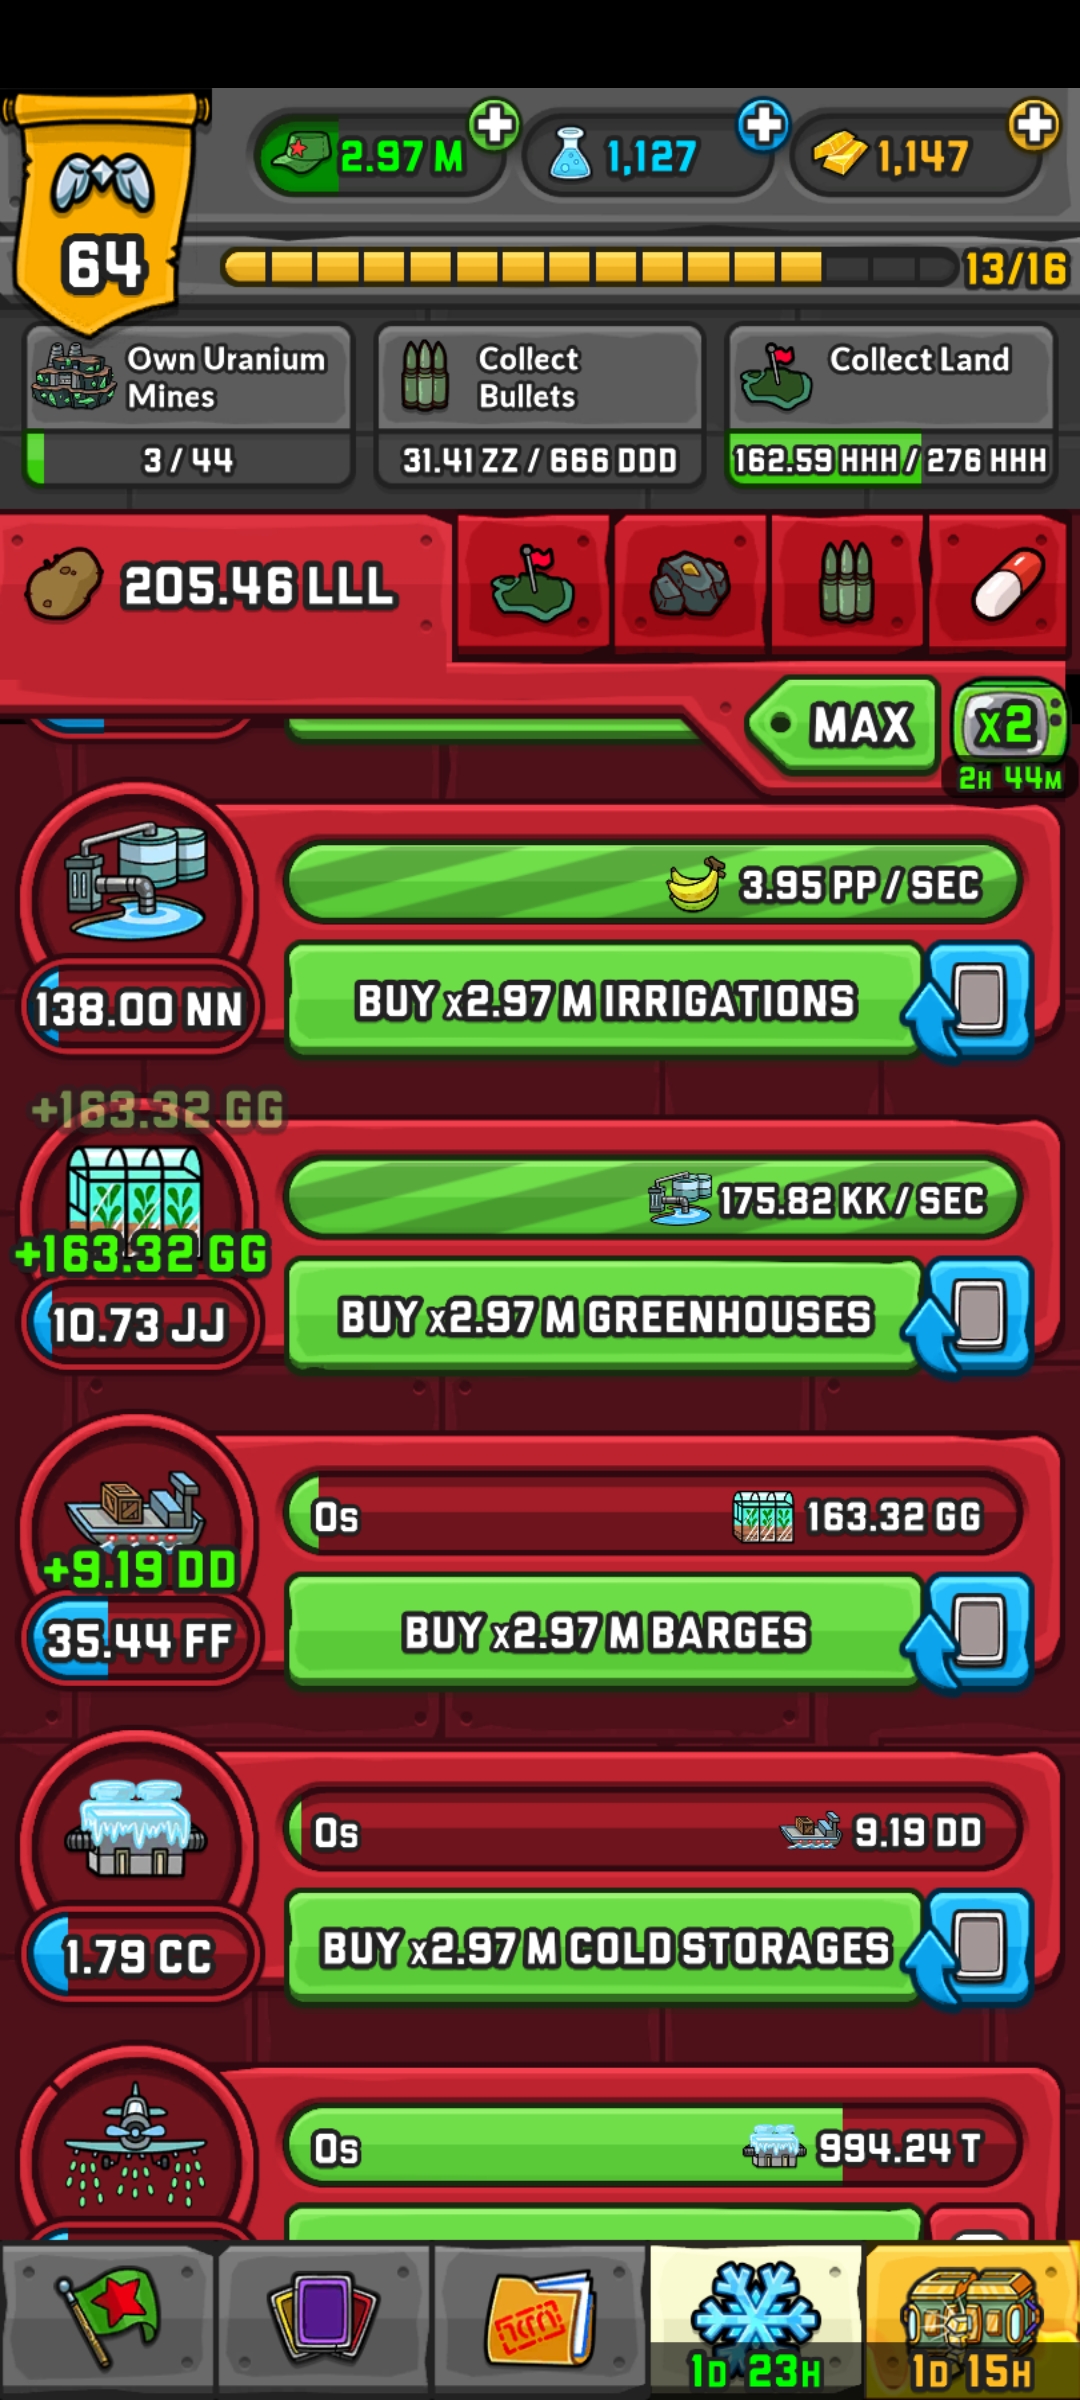 2.97 M
1,127
1,147
64
13/16
Own Uranium
Mines
3 / 44
Collect
Bullets
31.41 ZZ / 666 DDD
Collect Land
162.59 HHH / 276 HHH
205.46 LLL
MAX
x2
2H 44M
3.95 PP / SEC
138.00 NN
BUY x2.97 M IRRIGATIONS
+163.32 GG
175.82 KK / SEC
+163.32 GG
10.73 JJ
BUY x2.97 M GREENHOUSES
0s
163.32 GG
+9.19 DD
35.44 FF
BUY x2.97 M BARGES
0s
9.19 DD
1.79 CC
BUY x2.97 M COLD STORAGES
0s
994.24 T
1D 23H
1D 15H